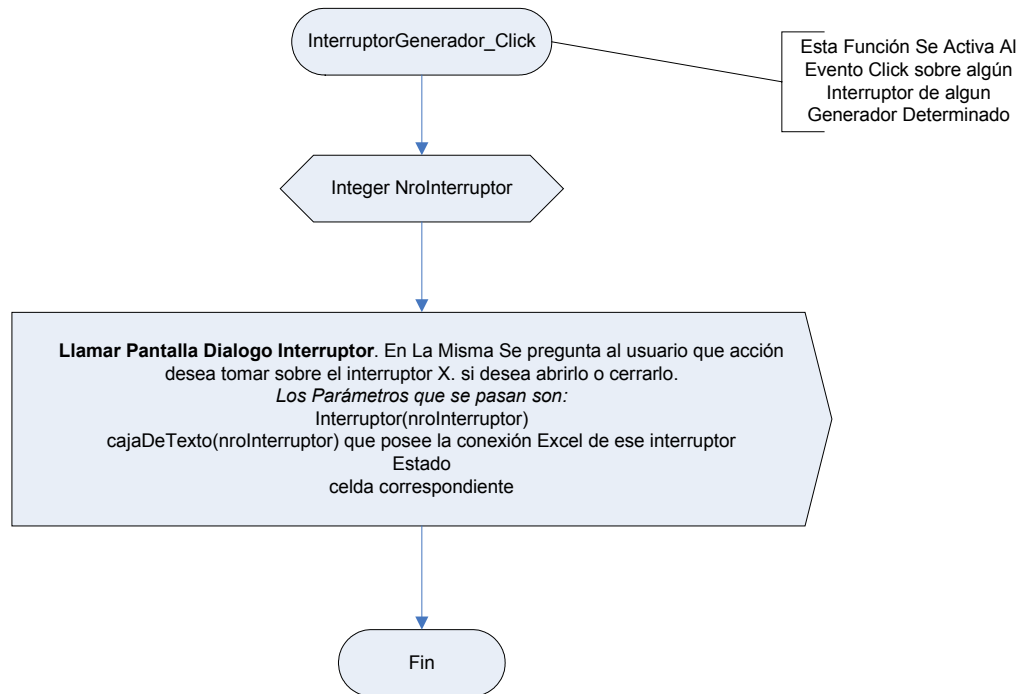 InterruptorGenerador_Click
Esta Función Se Activa Al
Evento Click sobre algún
Interruptor de algun
Generador Determinado
Integer NroInterruptor
Llamar Pantalla Dialogo Interruptor. En La Misma Se pregunta al usuario que acción
desea tomar sobre el interruptor X. si desea abrirlo o cerrarlo.
Los Parámetros que se pasan son:
Interruptor(nroInterruptor)
cajaDeTexto(nroInterruptor) que posee la conexión Excel de ese interruptor
Estado
celda correspondiente
Fin